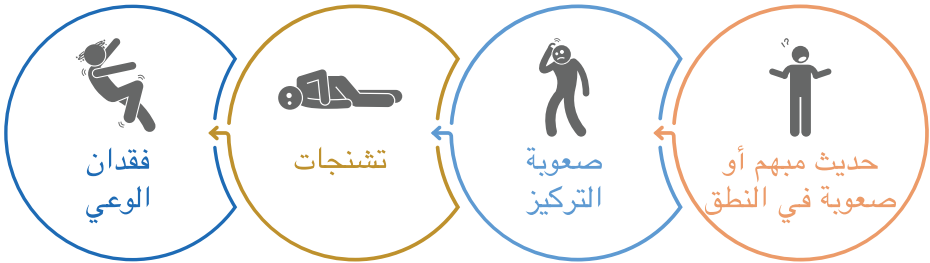 !?
حديث مبهم أو
صعوبة في النطق
صعوبة
التركيز
تشنجات
فقدان
الوعي